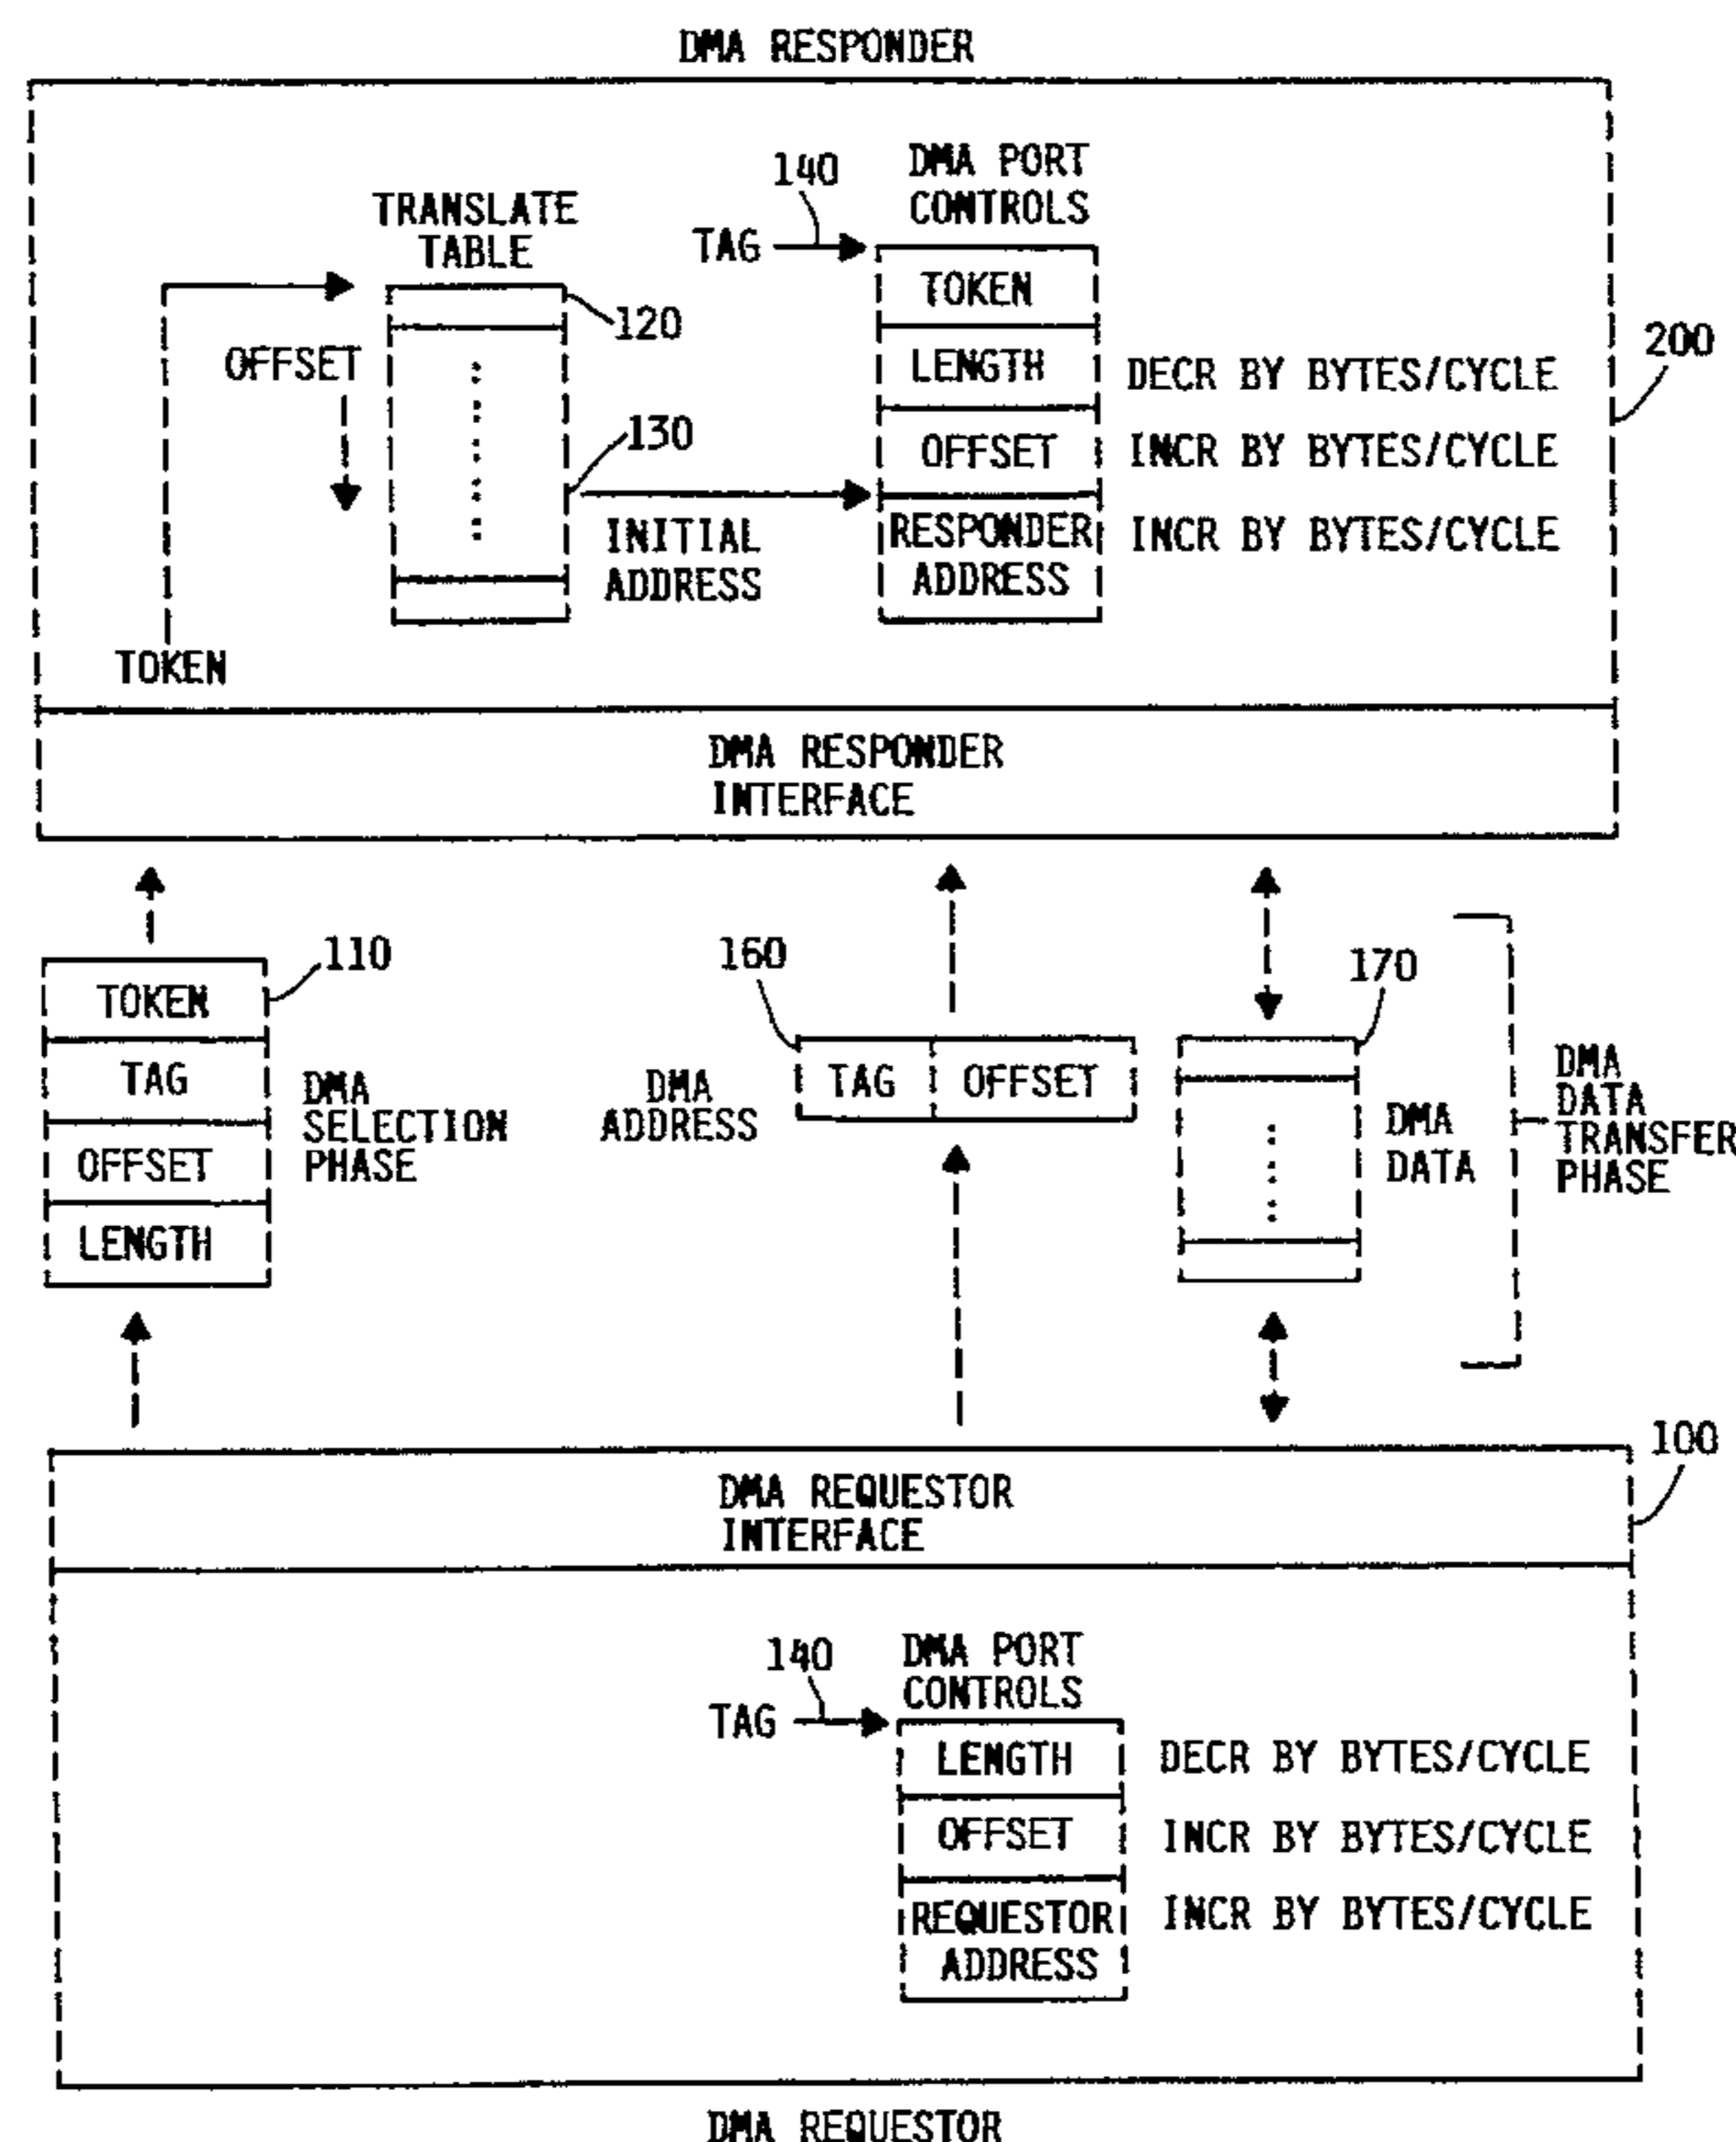 DMA RESPONDER
140
DMA PORT
CONTROLS
TRANSLATE
TABLE
TAG
TOKEN
120
200
OFFSET
LENGTH
DECR BY BYTES/CYCLE
130
OFFSET
INCR BY BYTES/CYCLE
INITIAL
ADDRESS
RESPONDER
ADDRESS
INCR BY BYTES/CYCLE
TOKEN
DMA RESPONDER
INTERFACE
110
160
170
TOKEN
TAG
OFFSET
LENGTH
DMA
SELECTION
PHASE
DMA
ADDRESS
TAG
OFFSET
DMA
DATA
DMA
DATA
TRANSFER
PHASE
100
DMA REQUESTOR
INTERFACE
140
DMA PORT
CONTROLS
TAG
LENGTH
DECR BY BYTES/CYCLE
OFFSET
INCR BY BYTES/CYCLE
REQUESTOR
ADDRESS
INCR BY BYTES/CYCLE
DMA REQUESTOR